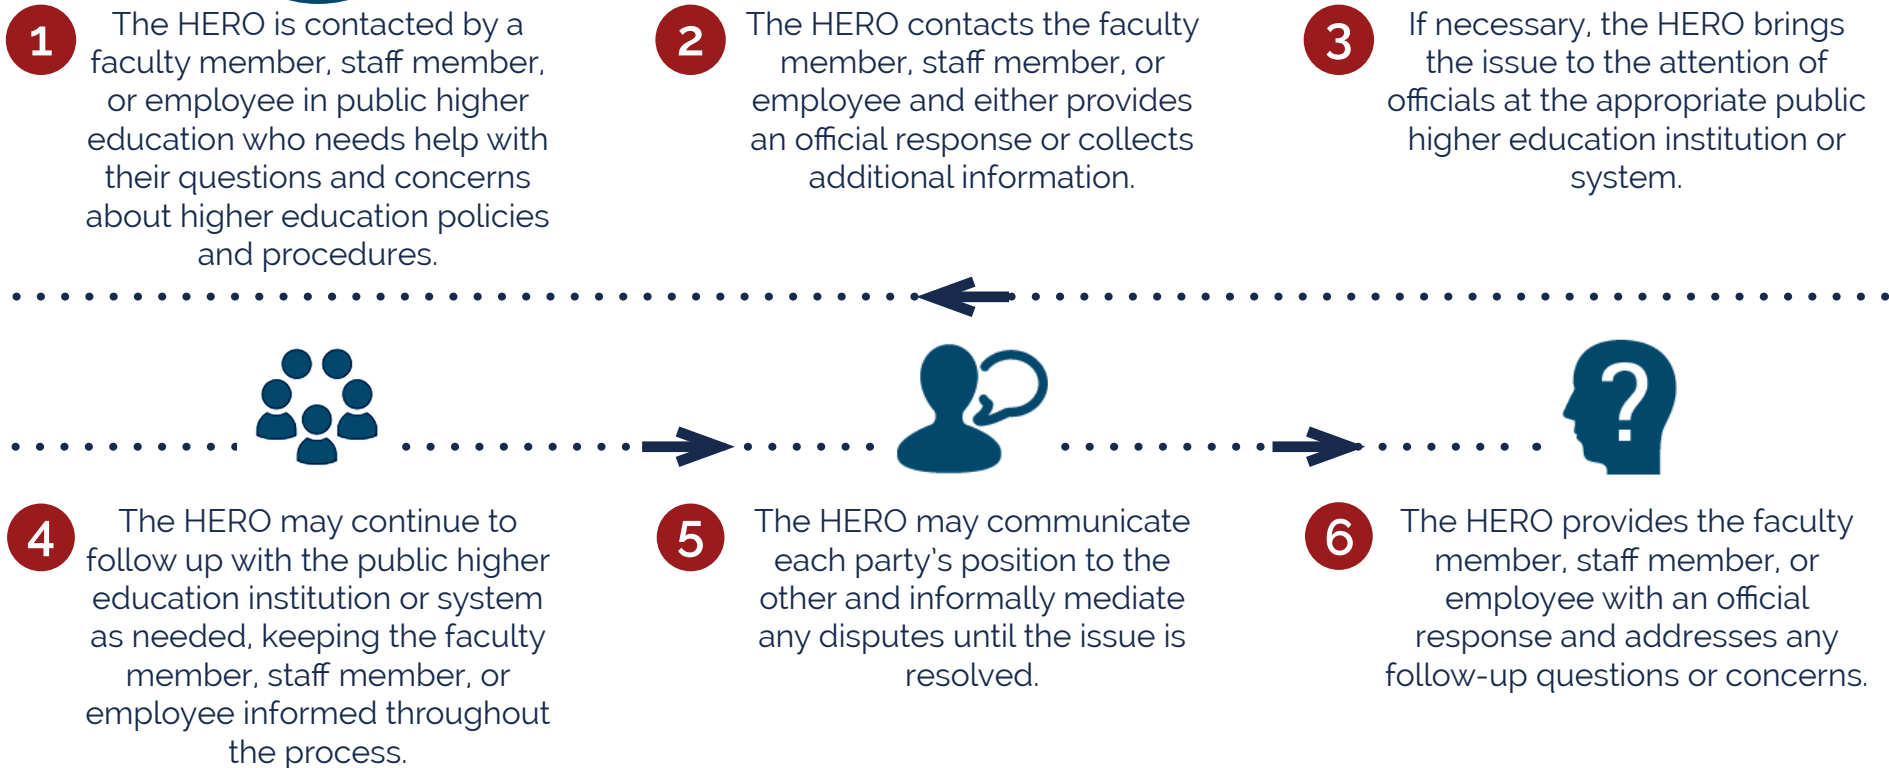 1
The HERO is contacted by a
faculty member, staff member,
or employee in public higher
education who needs help with
their questions and concerns
about higher education policies
and procedures.
2
The HERO contacts the faculty
member, staff member, or
employee and either provides
an official response or collects
additional information.
3
If necessary, the HERO brings
the issue to the attention of
officials at the appropriate public
higher education institution or
system.
?
4
The HERO may continue to
follow up with the public higher
education institution or system
as needed, keeping the faculty
member, staff member, or
employee informed throughout
the process.
5
The HERO may communicate
each party's position to the
other and informally mediate
any disputes until the issue is
resolved.
6
The HERO provides the faculty
member, staff member, or
employee with an official
response and addresses any
follow-up questions or concerns.